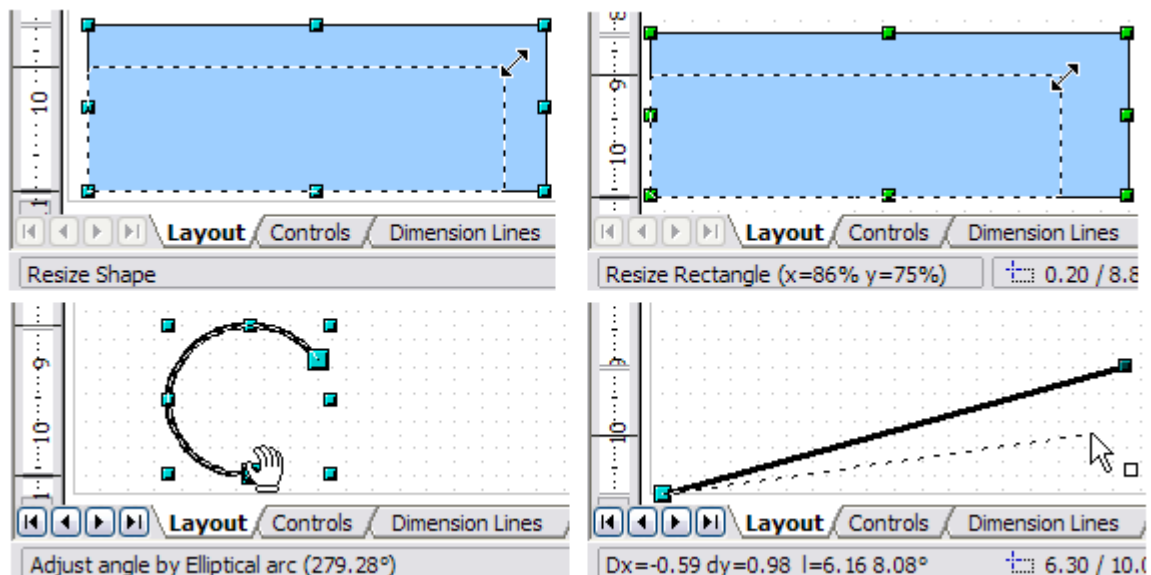 10
Layout Controls Dimension Lines
Resize Shape
9
10
Layout Controls Dimension Lines
Resize Rectangle (x=86% y=75%) 0.20 / 8.8
9
10
Layout Controls Dimension Lines
Adjust angle by Elliptical arc (279.28°)
10
Layout Controls Dimension Lines
Dx=-0.59 dy=0.98 l=6.16 8.08° 6.30 / 10.0